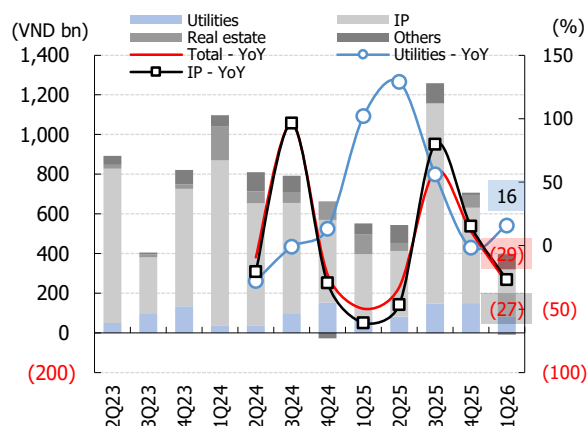 (VND bn)
(%)
Utilities
IP
Real estate
Others
Total - YoY
Utilities - YoY
IP - YoY
1,400
1,200
1,000
800
600
400
200
0
(200)
150
100
50
0
(50)
(100)
16
(29)
(27)
2Q23
3Q23
4Q23
1Q24
2Q24
3Q24
4Q24
1Q25
2Q25
3Q25
4Q25
1Q26